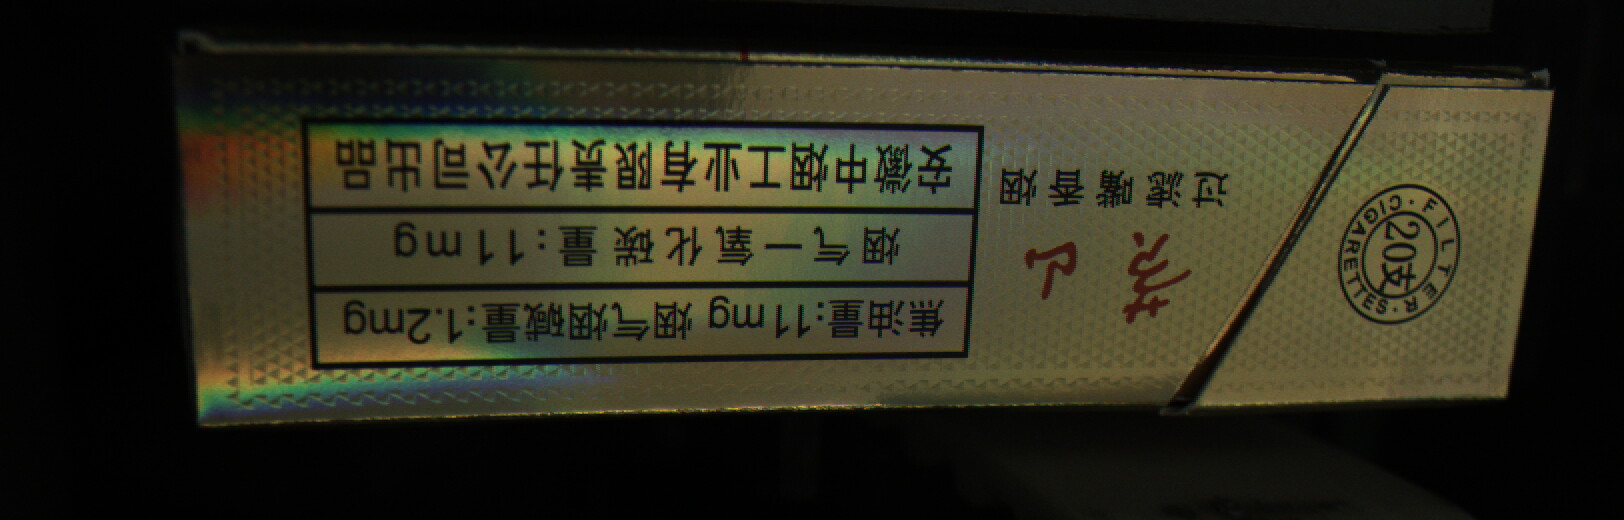 20支
FILTER · CIGARETTES ·
黄山
过滤嘴香烟
焦油量:11mg 烟气烟碱量:1.2mg
烟气一氧化碳量:11mg
安徽中烟工业有限责任公司出品